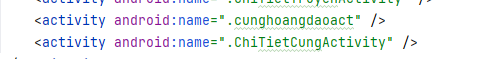 <activity android:name=".cunghoangdaoact" />
<activity android:name=".ChiTietCungActivity" />